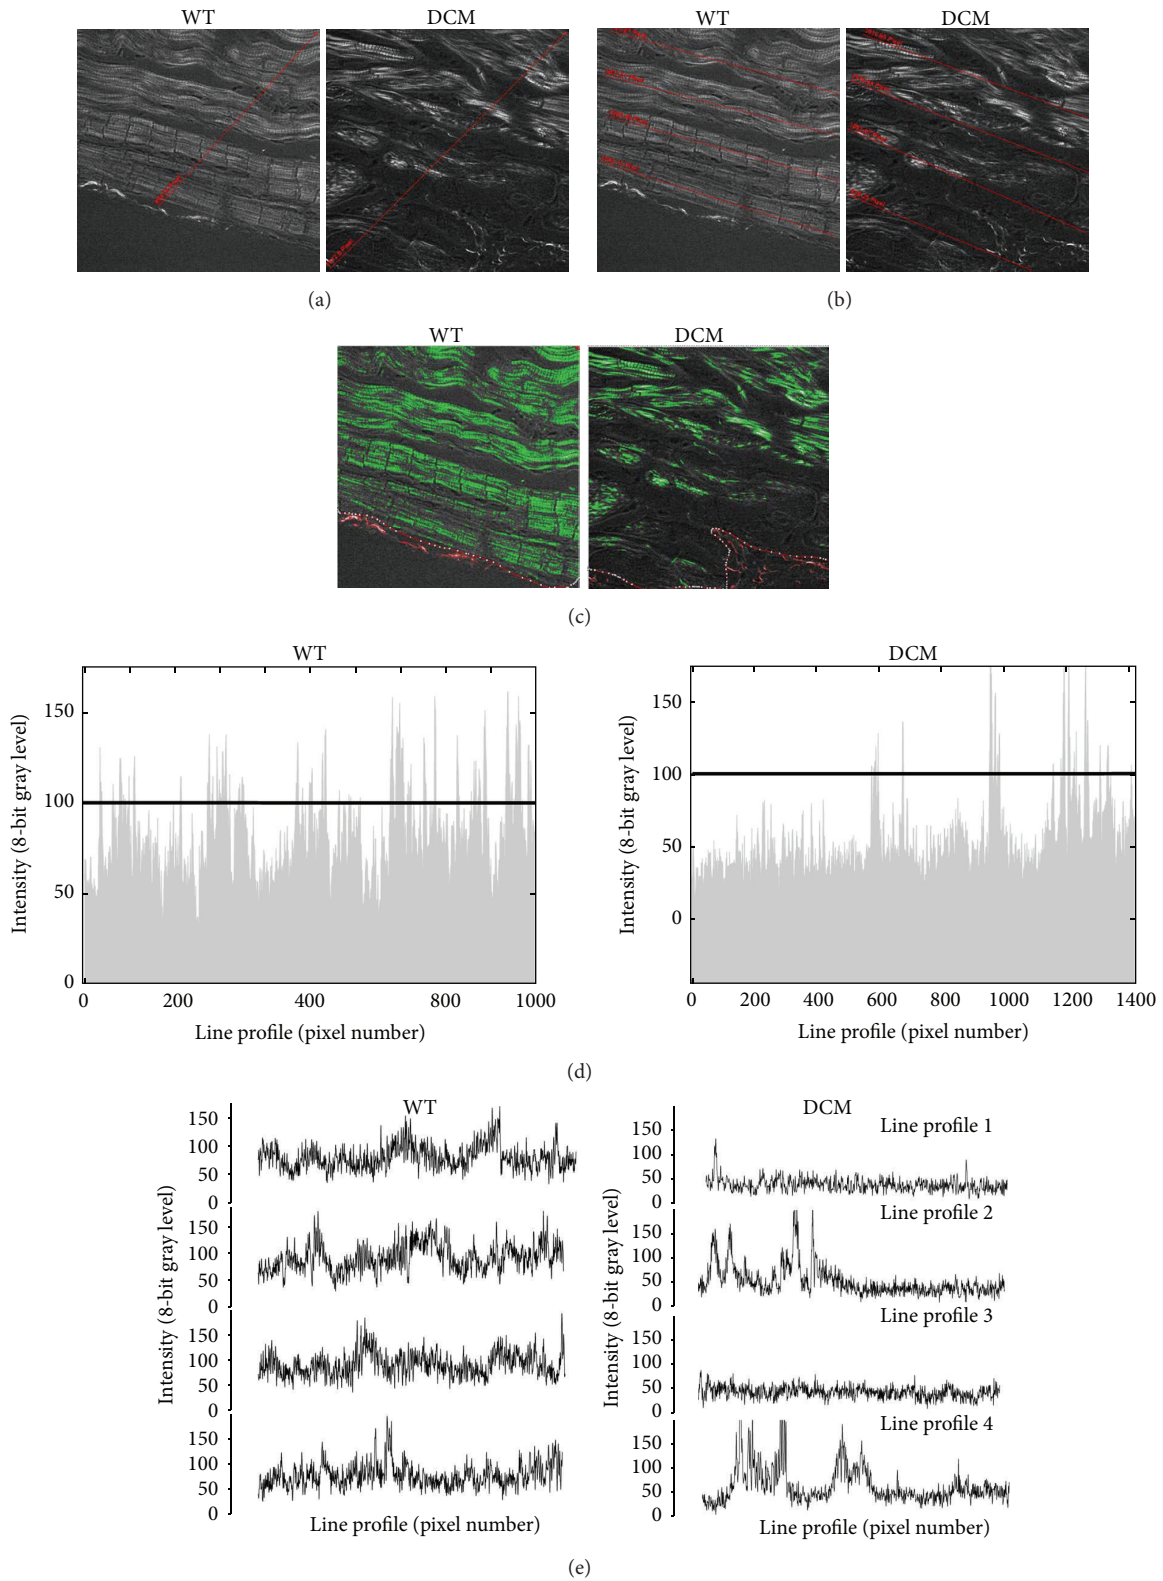 WT DCM WT DCM
(a) (b)
WT DCM
(c)
WT
Intensity (8-bit gray level)
150
100
50
0
0 200 400 800 1000
Line profile (pixel number)
DCM
Intensity (8-bit gray level)
150
100
50
0
0 200 400 600 800 1000 1200 1400
Line profile (pixel number)
(d)
WT
Intensity (8-bit gray level)
150
100
50
0
150
100
50
0
150
100
50
0
150
100
50
0
Line profile (pixel number)
DCM
Intensity (8-bit gray level)
Line profile 1
150
100
50
0
Line profile 2
150
100
50
0
Line profile 3
150
100
50
0
Line profile 4
150
100
50
0
Line profile (pixel number)
(e)